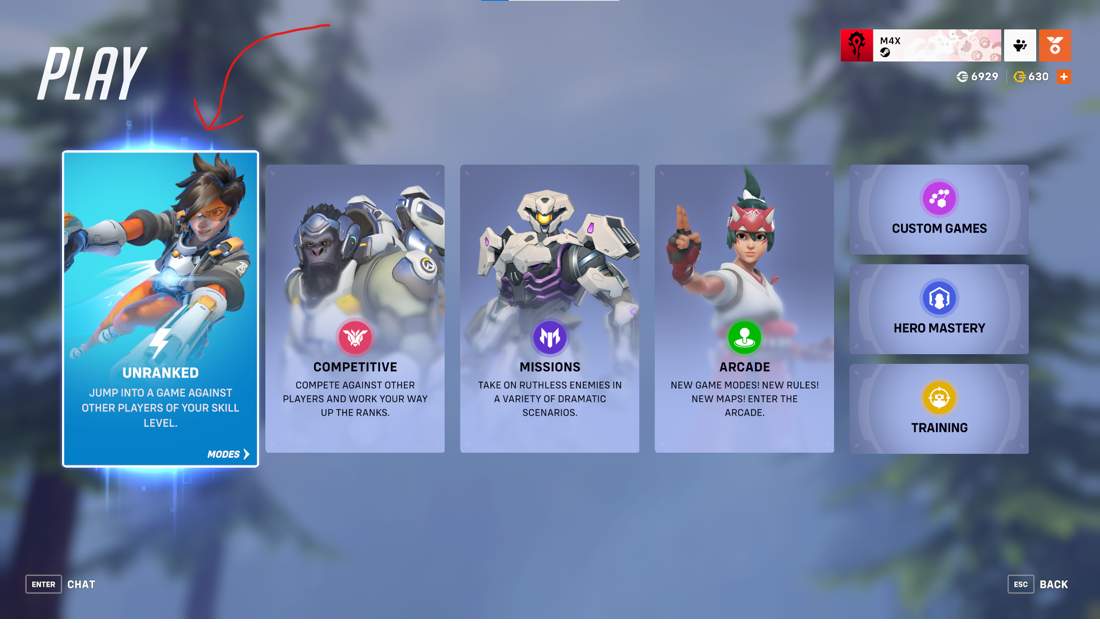 PLAY
M4X
6929
630
UNRANKED
JUMP INTO A GAME AGAINST
OTHER PLAYERS OF YOUR SKILL
LEVEL.
MODES
COMPETITIVE
COMPETE AGAINST OTHER
PLAYERS AND WORK YOUR WAY
UP THE RANKS.
MISSIONS
TAKE ON RUTHLESS ENEMIES IN
A VARIETY OF DRAMATIC
SCENARIOS.
ARCADE
NEW GAME MODES! NEW RULES!
NEW MAPS! ENTER THE
ARCADE.
CUSTOM GAMES
HERO MASTERY
TRAINING
ENTER CHAT
ESC BACK